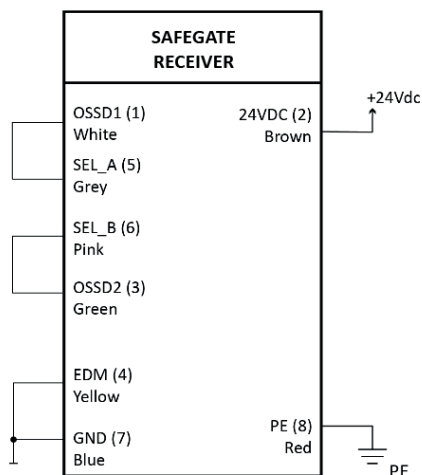 SAFEGATE
RECEIVER
+24Vdc
OSSD1 (1)
White
24VDC (2)
Brown
SEL_A (5)
Grey
SEL_B (6)
Pink
OSSD2 (3)
Green
EDM (4)
Yellow
GND (7)
Blue
PE (8)
Red
PE